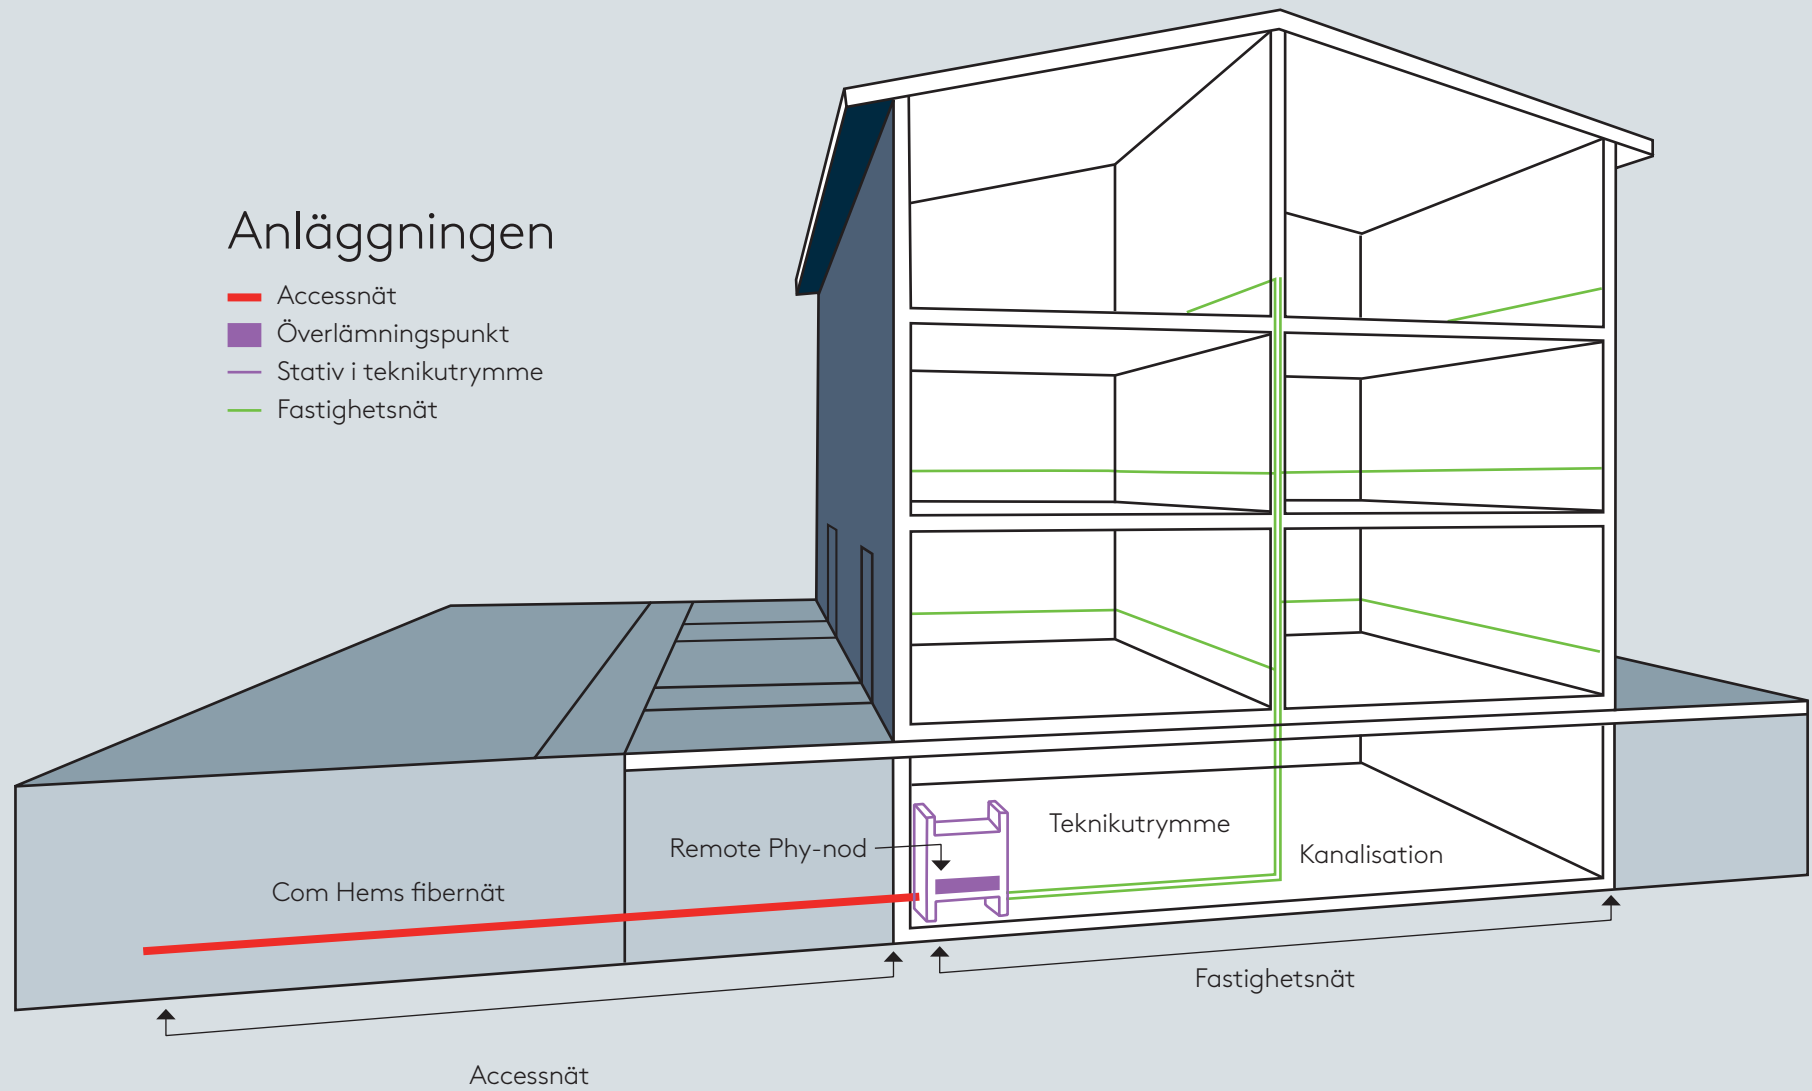 Anläggningen
Accessnät
Överlämningspunkt
Stativ i teknikutrymme
Fastighetsnät
Teknikutrymme
Remote Phy-nod
Kanalisation
Com Hems fibernät
Fastighetsnät
Accessnät